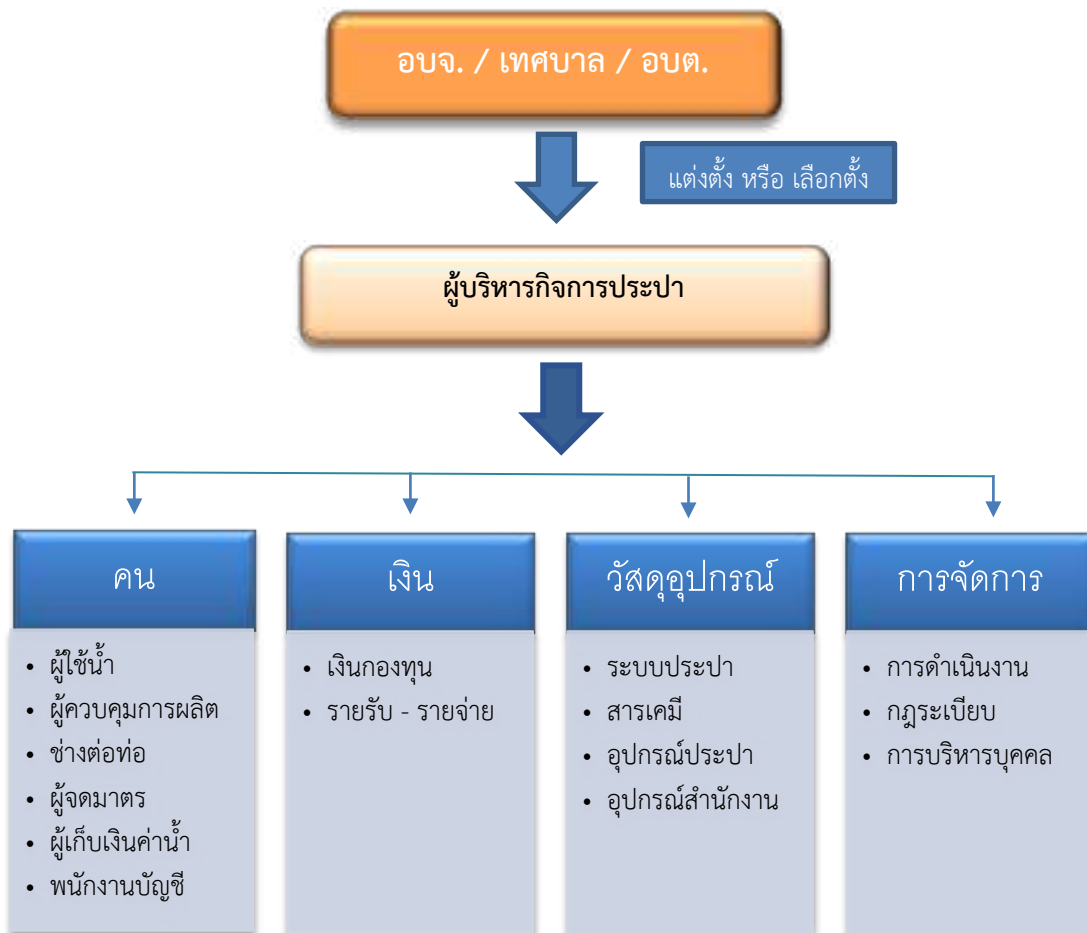 อบจ. / เทศบาล / อบต.
แต่งตั้ง หรือ เลือกตั้ง
ผู้บริหารกิจการประปา
คน
• ผู้ใช้น้ำ
• ผู้ควบคุมการผลิต
• ช่างต่อท่อ
• ผู้จดมาตร
• ผู้เก็บเงินค่าน้ำ
• พนักงานบัญชี
เงิน
• เงินกองทุน
• รายรับ - รายจ่าย
วัสดุอุปกรณ์
• ระบบประปา
• สารเคมี
• อุปกรณ์ประปา
• อุปกรณ์สำนักงาน
การจัดการ
• การดำเนินงาน
• กฎระเบียบ
• การบริหารบุคคล